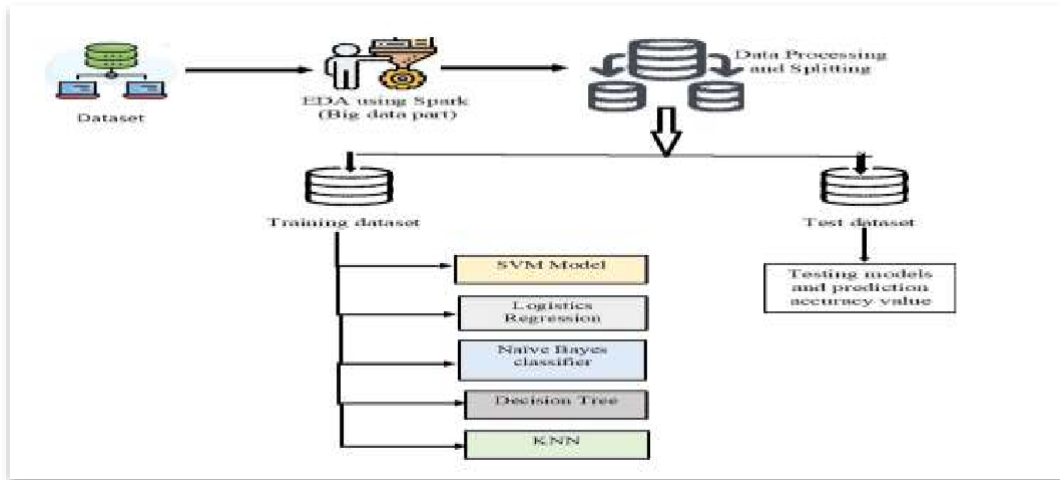 Dataset
EDA using Spark
(Big data part)
Data Processing
and Splitting
Training dataset
Test dataset
SVM Model
Logistics
Regression
Naïve Bayes
classifier
Decision Tree
KNN
Testing models
and prediction
accuracy value